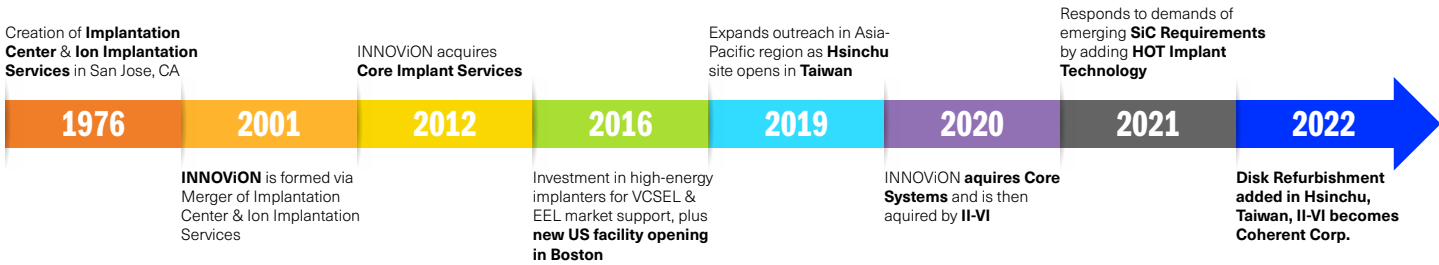 Creation of Implantation
Center & Ion Implantation
Services in San Jose, CA
1976
2001
INNOViON is formed via
Merger of Implantation
Center & Ion Implantation
Services
INNOViON acquires
Core Implant Services
2012
2016
Investment in high-energy
implanters for VCSEL &
EEL market support, plus
new US facility opening
in Boston
Expands outreach in Asia-
Pacific region as Hsinchu
site opens in Taiwan
2019
2020
INNOViON aquires Core
Systems and is then
aquired by II-VI
Responds to demands of
emerging SiC Requirements
by adding HOT Implant
Technology
2021
2022
Disk Refurbishment
added in Hsinchu,
Taiwan, II-VI becomes
Coherent Corp.